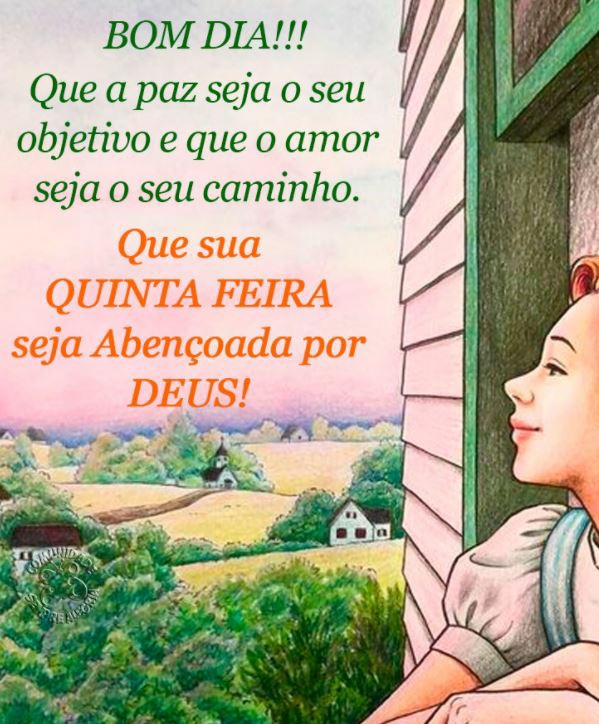 BOM DIA!!!
Que a paz seja o seu
objetivo e que o amor
seja o seu caminho.
Que sua
QUINTA FEIRA
seja Abençoada por
DEUS!